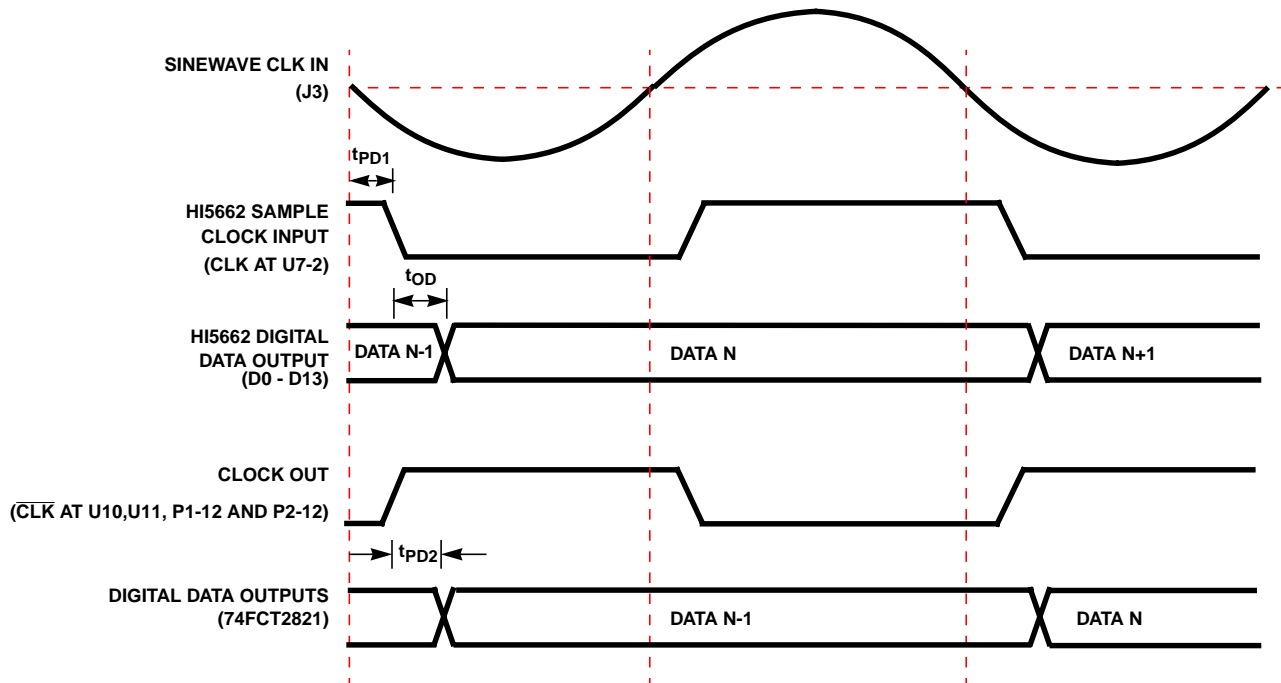 SINEWAVE CLK IN
(J3)
tPD1
HI5662 SAMPLE
CLOCK INPUT
(CLK AT U7-2)
tOD
HI5662 DIGITAL
DATA OUTPUT
(D0 - D13)
DATA N-1
DATA N
DATA N+1
CLOCK OUT
(C̅L̅K̅ AT U10,U11, P1-12 AND P2-12)
tPD2
DIGITAL DATA OUTPUTS
(74FCT2821)
DATA N-1
DATA N